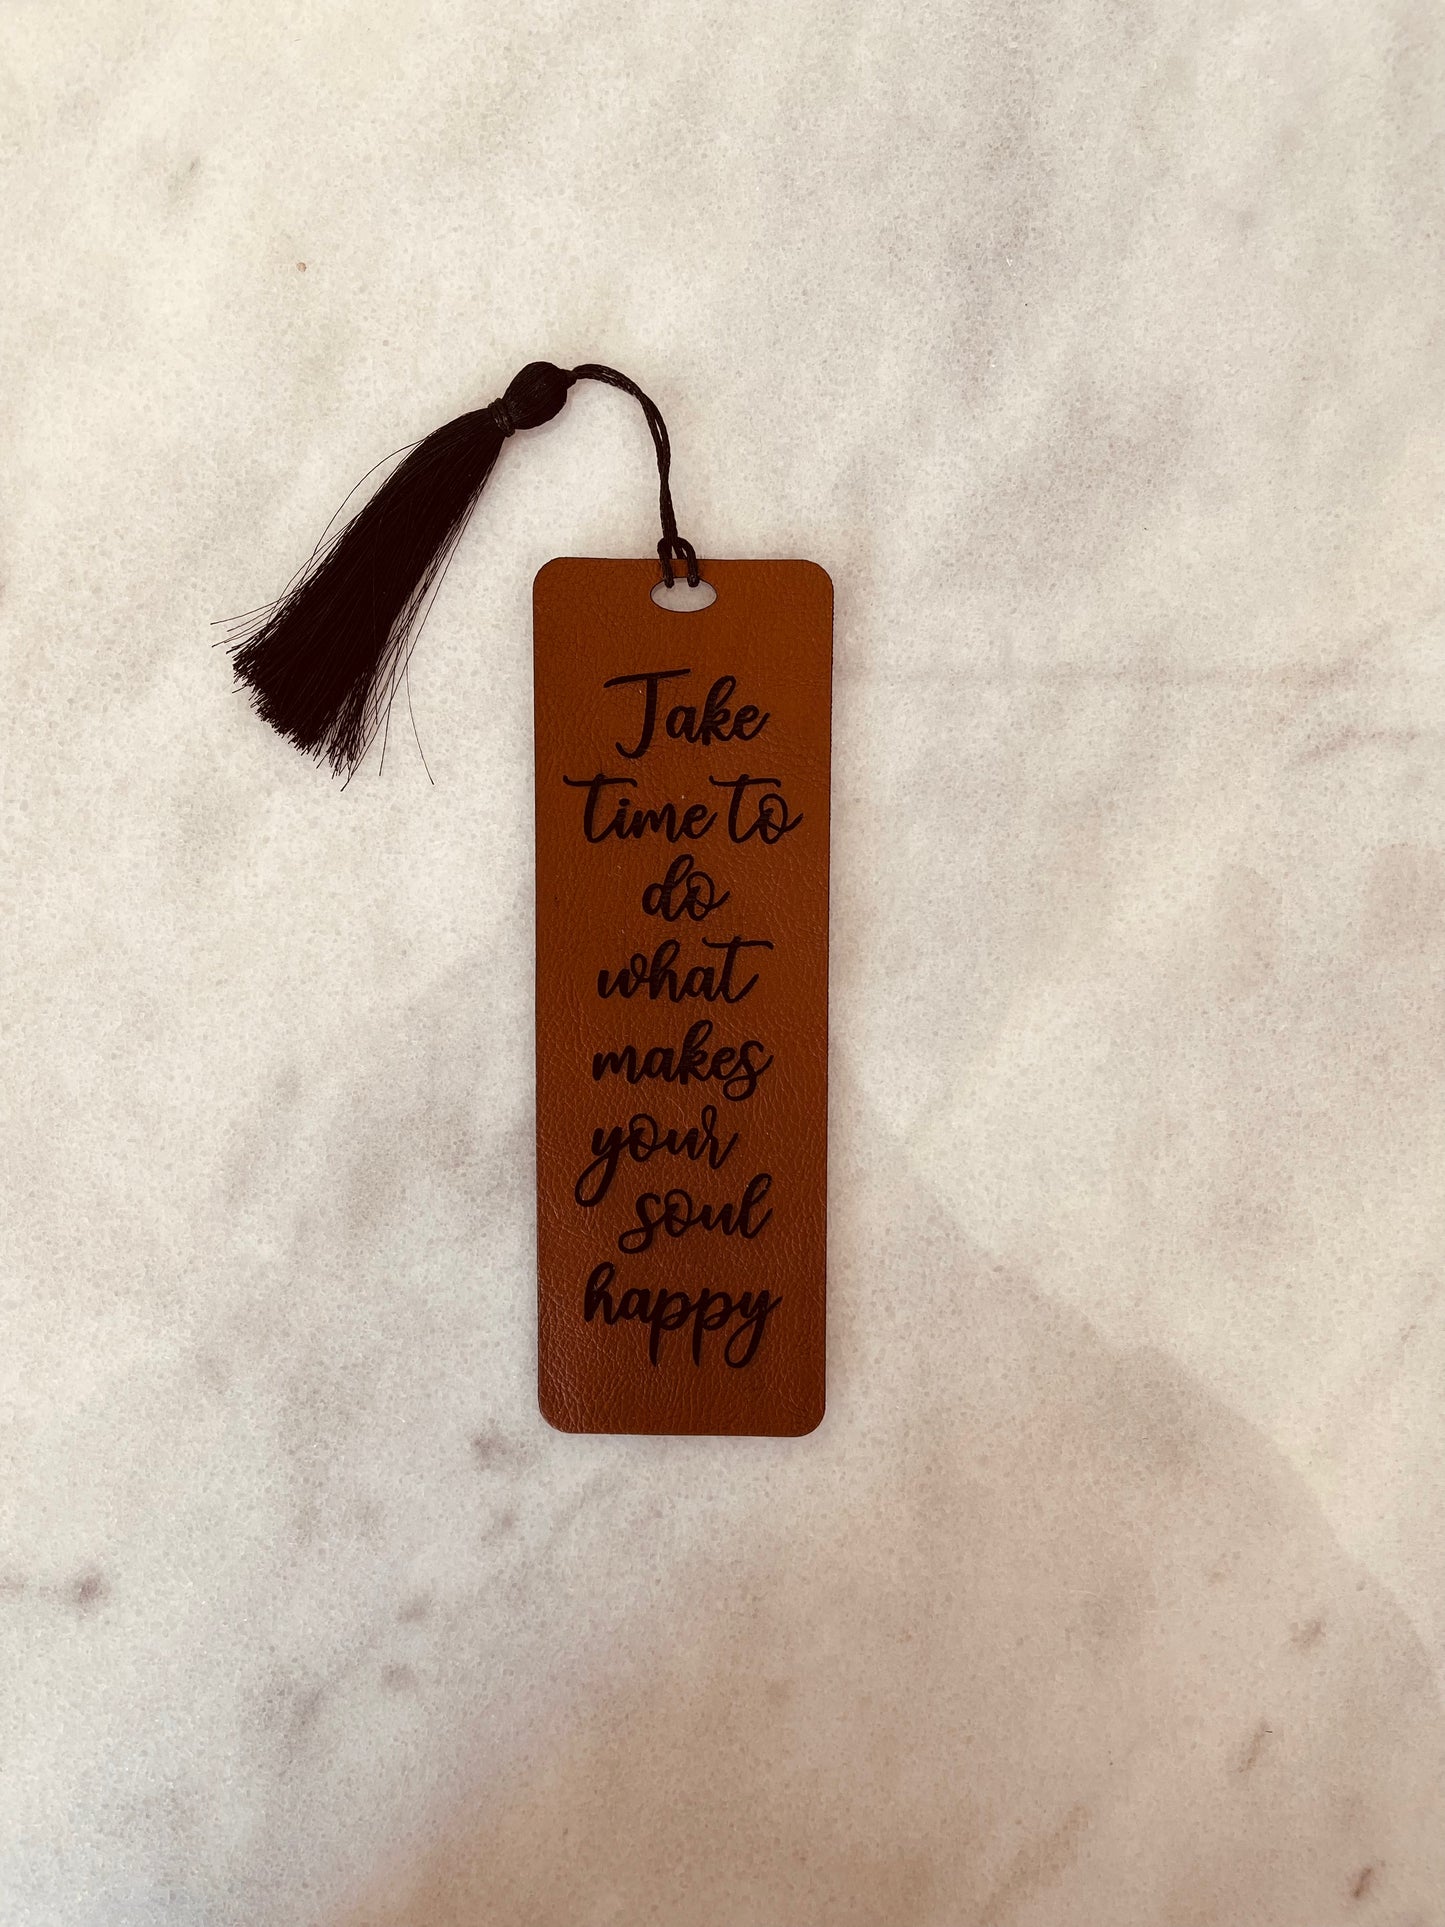 Take
time to
do
what
makes
your
soul
happy